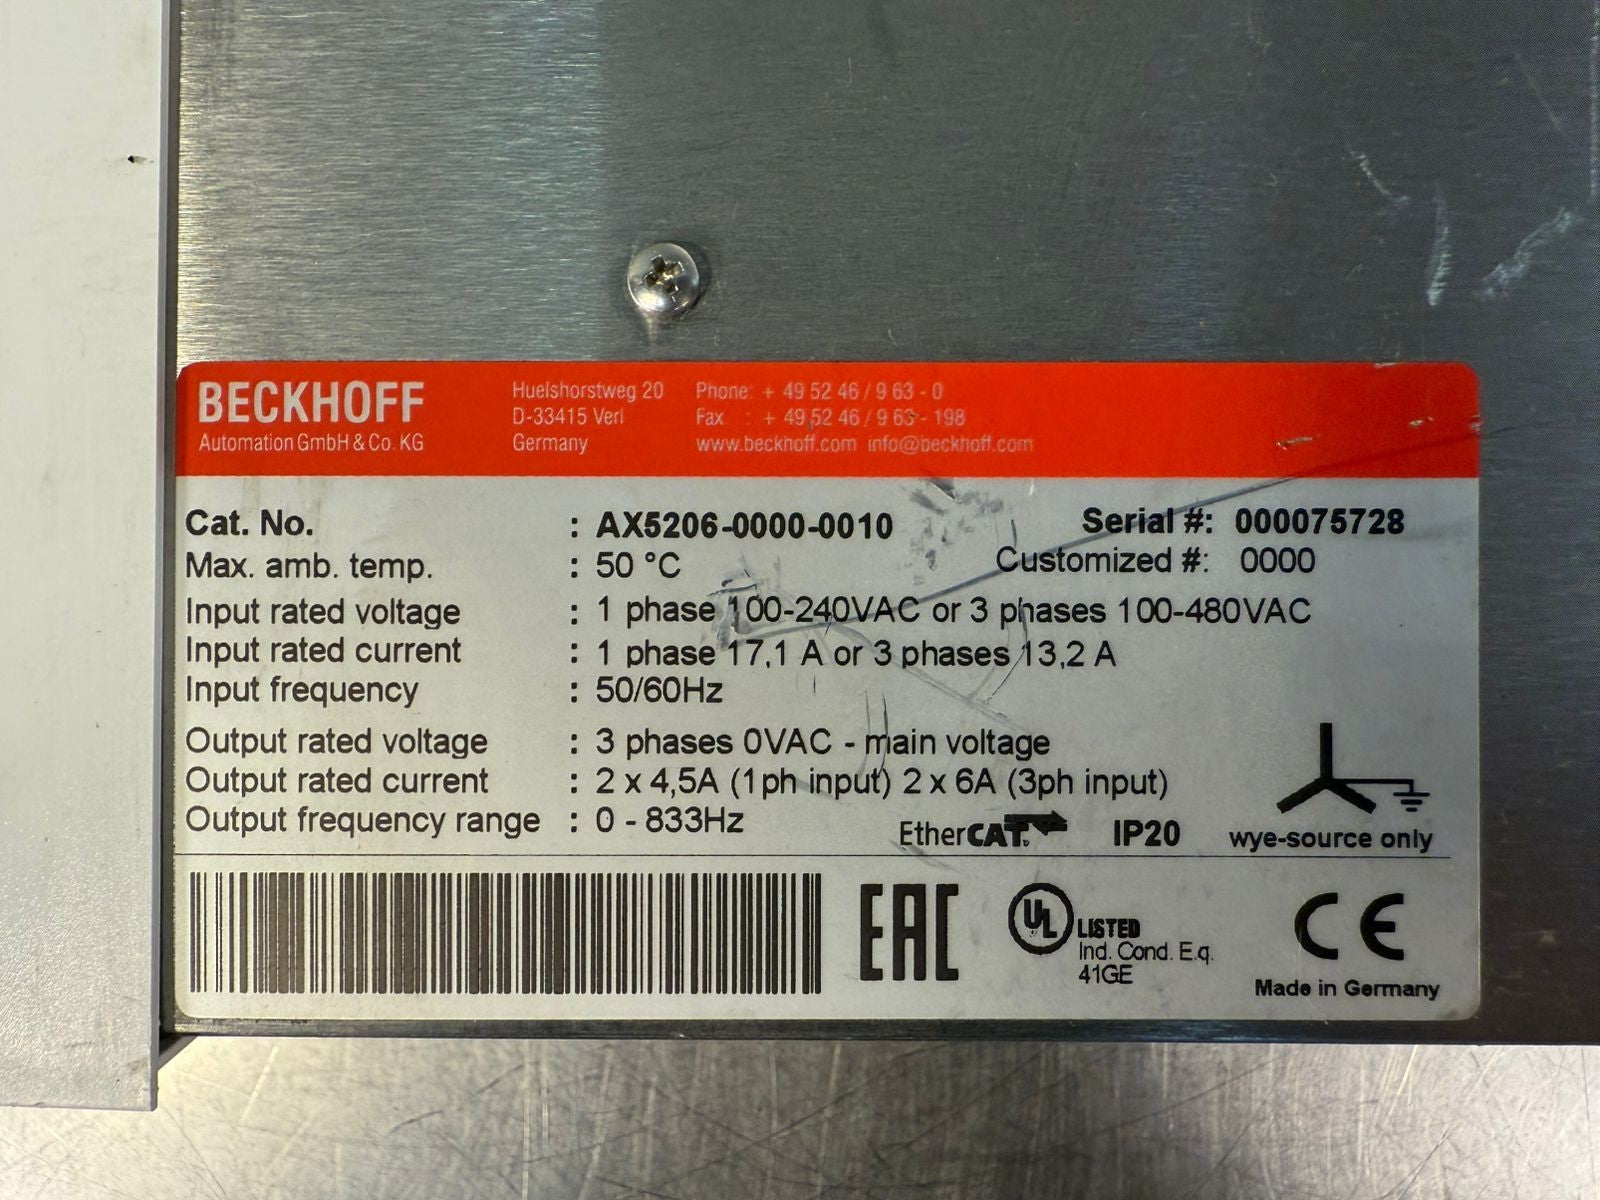 BECKHOFF
Automation GmbH & Co. KG
Huelshorstweg 20
D-33415 Verl
Germany
Phone: + 49 52 46 / 9 63 - 0
Fax : + 49 52 46 / 9 63 - 198
www.beckhoff.com info@beckhoff.com
Cat. No. : AX5206-0000-0010 Serial #: 000075728
Max. amb. temp. : 50 °C Customized #: 0000
Input rated voltage : 1 phase 100-240VAC or 3 phases 100-480VAC
Input rated current : 1 phase 17,1 A or 3 phases 13,2 A
Input frequency : 50/60Hz
Output rated voltage : 3 phases 0VAC - main voltage
Output rated current : 2 x 4,5A (1ph input) 2 x 6A (3ph input)
Output frequency range : 0 - 833Hz
EtherCAT. IP20 wye-source only
EAC
UL LISTED
Ind. Cond. E.q.
41GE
CE
Made in Germany